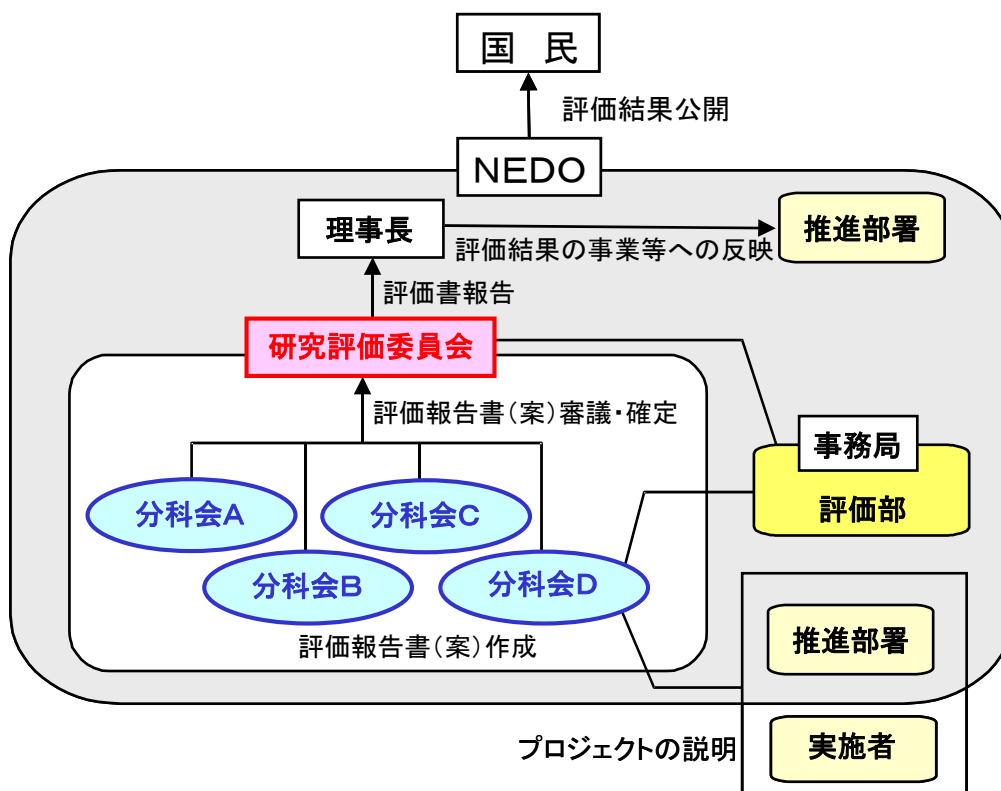 国 民
評価結果公開
NEDO
理事長
推進部署
評価結果の事業等への反映
評価書報告
研究評価委員会
評価報告書(案)審議・確定
事務局
評価部
分科会A
分科会C
分科会B
分科会D
評価報告書(案)作成
推進部署
プロジェクトの説明
実施者